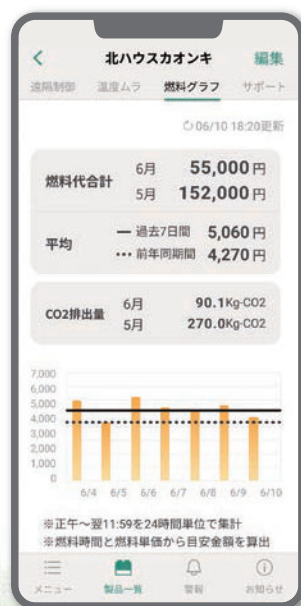 北ハウスカオンキ 編集
遠隔制御 温度ムラ 燃料グラフ サポート
06/10 18:20更新
燃料代合計 6月 55,000円
5月 152,000円
平均 過去7日間 5,060円
前年同期間 4,270円
CO2排出量 6月 90.1Kg-CO2
5月 270.0Kg-CO2
7,000
6,000
5,000
4,000
3,000
2,000
1,000
0
6/4 6/5 6/6 6/7 6/8 6/9 6/10
※正午~翌11:59を24時間単位で集計
※燃料時間と燃料単価から目安金額を算出
メニュー 製品一覧 警報 お知らせ